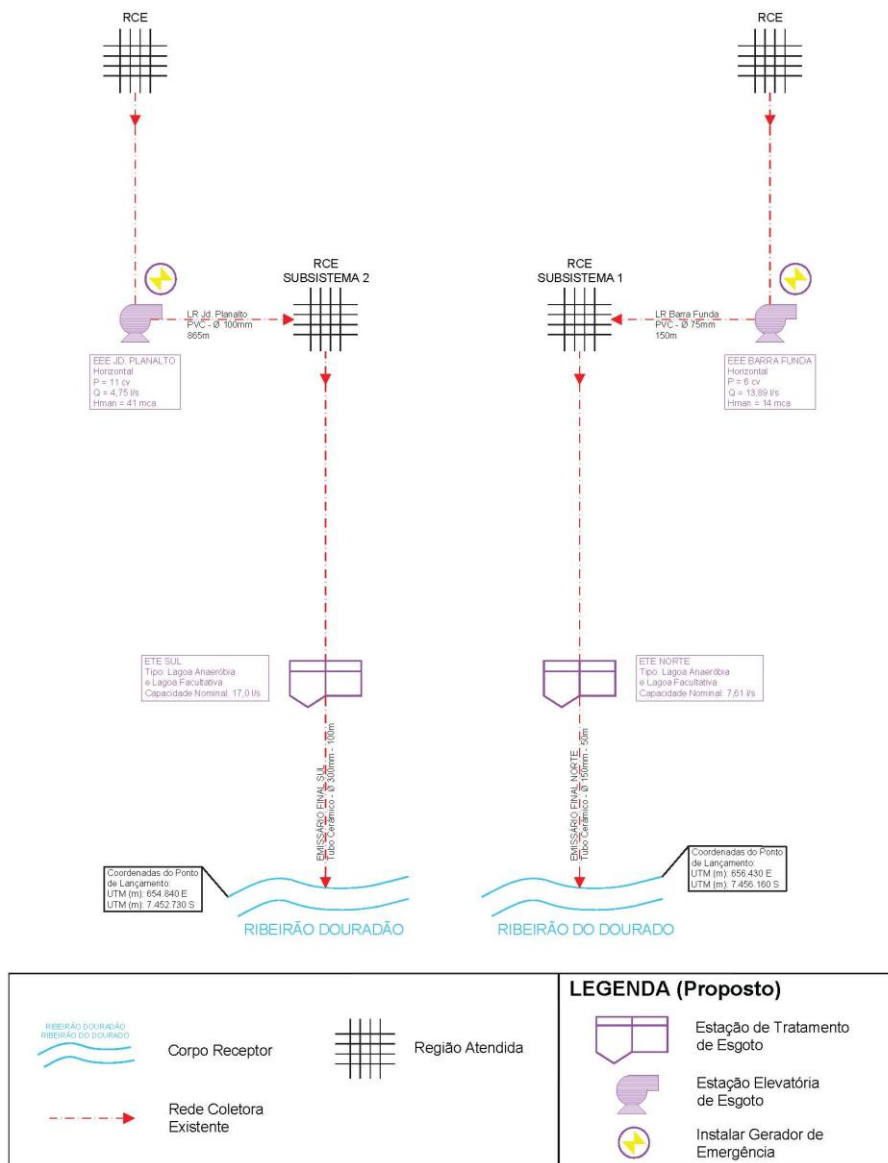 RCE
RCE
RCE
SUBSISTEMA 2
RCE
SUBSISTEMA 1
LR Jd. Planalto
PVC - Ø 100mm
865m
LR Barra Funda
PVC - Ø 75mm
150m
EEE JD. PLANALTO
Horizontal
P = 11 cv
Q = 4,75 l/s
Hman = 41 mca
EEE BARRA FUNDA
Horizontal
P = 6 cv
Q = 13,89 l/s
Hman = 14 mca
ETE SUL
Tipo: Lagoa Anaeróbia
e Lagoa Facultativa
Capacidade Nominal: 17,0 l/s
ETE NORTE
Tipo: Lagoa Anaeróbia
e Lagoa Facultativa
Capacidade Nominal: 7,61 l/s
EMISSÁRIO FINAL SUL
Tubo Cerâmico - Ø 300mm - 100m
EMISSÁRIO FINAL NORTE
Tubo Cerâmico - Ø 150mm - 50m
Coordenadas do Ponto
de Lançamento:
UTM (m): 654.840 E
UTM (m): 7.452.730 S
Coordenadas do Ponto
de Lançamento:
UTM (m): 656.430 E
UTM (m): 7.456.160 S
RIBEIRÃO DOURADÃO
RIBEIRÃO DO DOURADO
RIBEIRÃO DOURADÃO
RIBEIRÃO DO DOURADO
Corpo Receptor
Região Atendida
Rede Coletora
Existente
LEGENDA (Proposto)
Estação de Tratamento
de Esgoto
Estação Elevatória
de Esgoto
Instalar Gerador de
Emergência